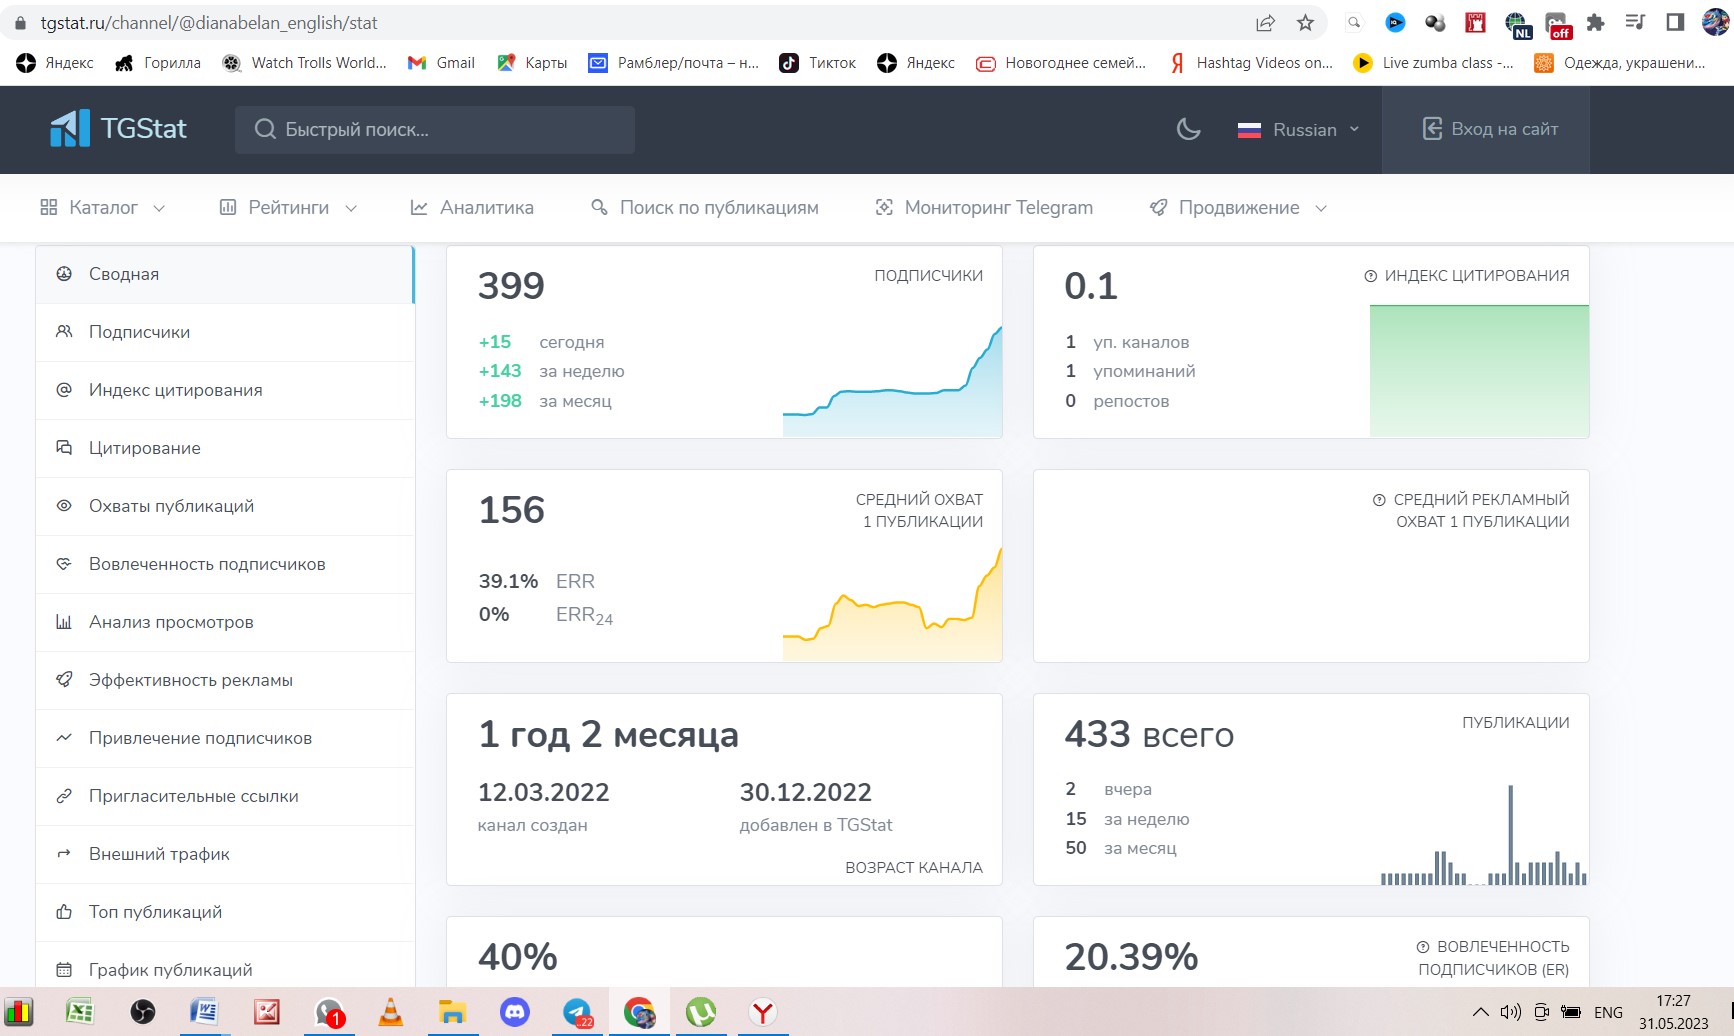 tgstat.ru/channel/@dianabelan_english/stat
NL
off
Яндекс
Горилла
Watch Trolls World...
Gmail
Карты
Рамблер/почта – н...
Тикток
Яндекс
Новогоднее семей...
Hashtag Videos on...
Live zumba class -...
Одежда, украшени...
TGStat
Быстрый поиск...
Russian
Вход на сайт
Каталог
Рейтинги
Аналитика
Поиск по публикациям
Мониторинг Telegram
Продвижение
Сводная
Подписчики
Индекс цитирования
Цитирование
Охваты публикаций
Вовлеченность подписчиков
Анализ просмотров
Эффективность рекламы
Привлечение подписчиков
Пригласительные ссылки
Внешний трафик
Топ публикаций
График публикаций
399
ПОДПИСЧИКИ
+15 сегодня
+143 за неделю
+198 за месяц
0.1
ИНДЕКС ЦИТИРОВАНИЯ
1 уп. каналов
1 упоминаний
0 репостов
156
СРЕДНИЙ ОХВАТ
1 ПУБЛИКАЦИИ
39.1% ERR
0% ERR24
СРЕДНИЙ РЕКЛАМНЫЙ
ОХВАТ 1 ПУБЛИКАЦИИ
1 год 2 месяца
12.03.2022
канал создан
30.12.2022
добавлен в TGStat
ВОЗРАСТ КАНАЛА
433 всего
ПУБЛИКАЦИИ
2 вчера
15 за неделю
50 за месяц
40%
20.39%
ВОВЛЕЧЕННОСТЬ
ПОДПИСЧИКОВ (ER)
1
..22
ENG
17:27
31.05.2023